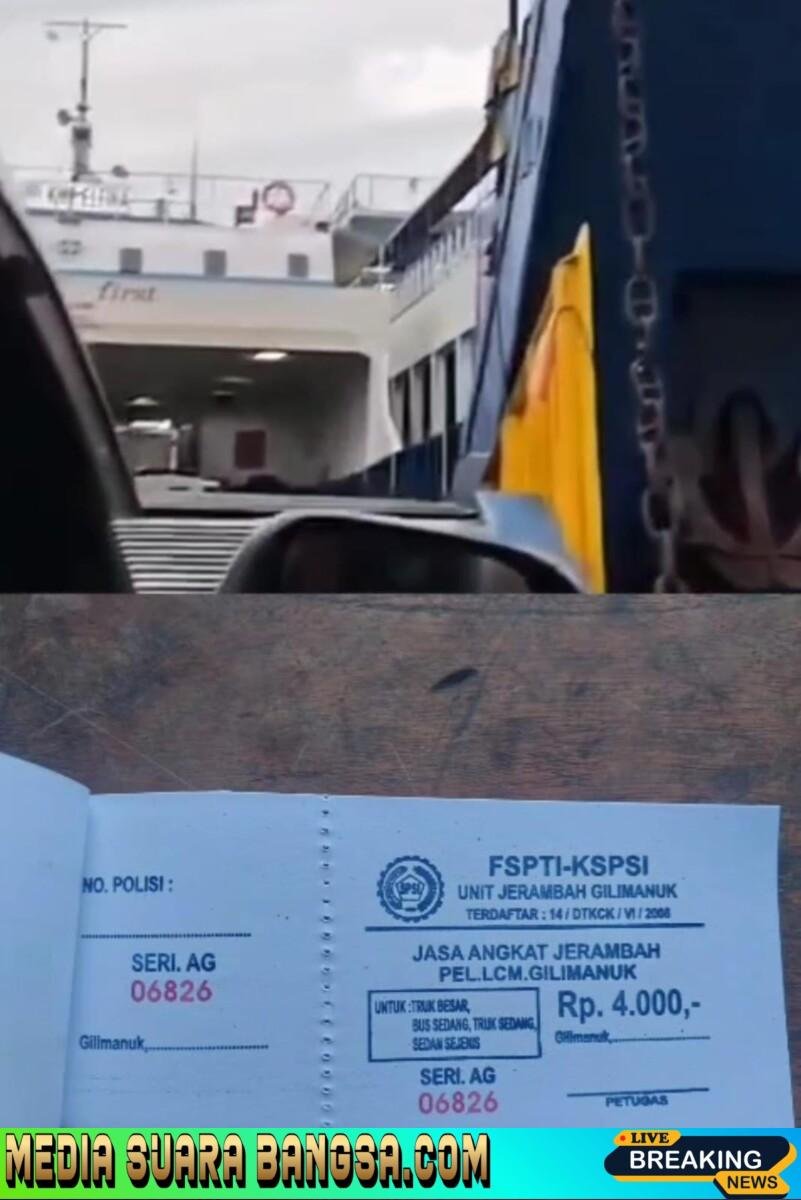 first
NO. POLISI :
SERI. AG
06826
Gilimanuk,
SPSI
FSPTI-KSPSI
UNIT JERAMBAH GILIMANUK
TERDAFTAR : 14 / DTKCK / VI / 2006
JASA ANGKAT JERAMBAH
PEL.LCM.GILIMANUK
UNTUK : TRUK BESAR,
BUS SEDANG, TRUK SEDANG,
SEDAN SEJENIS
Rp. 4.000,-
Gilimanuk,
SERI. AG
06826
PETUGAS
MEDIA SUARA BANGSA.COM
LIVE
BREAKING
NEWS